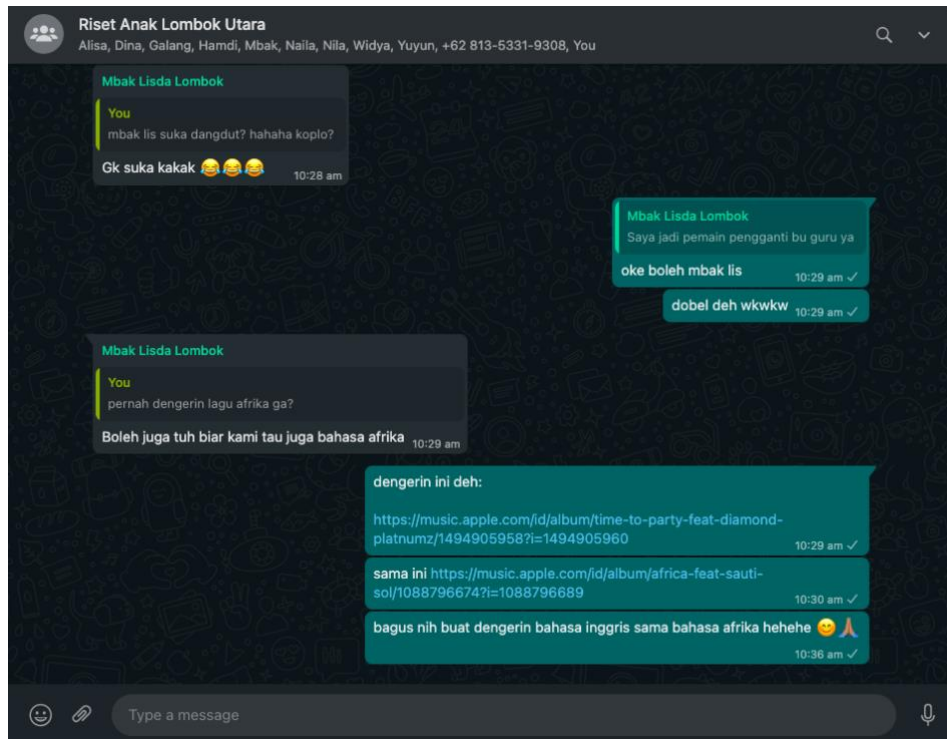 Riset Anak Lombok Utara
Alisa, Dina, Galang, Hamdi, Mbak, Naila, Nila, Widya, Yuyun, +62 813-5331-9308, You
Mbak Lisda Lombok
You
mbak lis suka dangdut? hahaha koplo?
Gk suka kakak 😂😂😂
10:28 am
Mbak Lisda Lombok
Saya jadi pemain pengganti bu guru ya
oke boleh mbak lis
10:29 am
dobel deh wkwkw 10:29 am
Mbak Lisda Lombok
You
pernah dengerin lagu afrika ga?
Boleh juga tuh biar kami tau juga bahasa afrika 10:29 am
dengerin ini deh:
https://music.apple.com/id/album/time-to-party-feat-diamond-
platnumz/1494905958?i=1494905960
10:29 am
sama ini https://music.apple.com/id/album/africa-feat-sauti-
sol/1088796674?i=1088796689
10:30 am
bagus nih buat dengerin bahasa inggris sama bahasa afrika hehehe 😊🙏🏽
10:36 am
Type a message